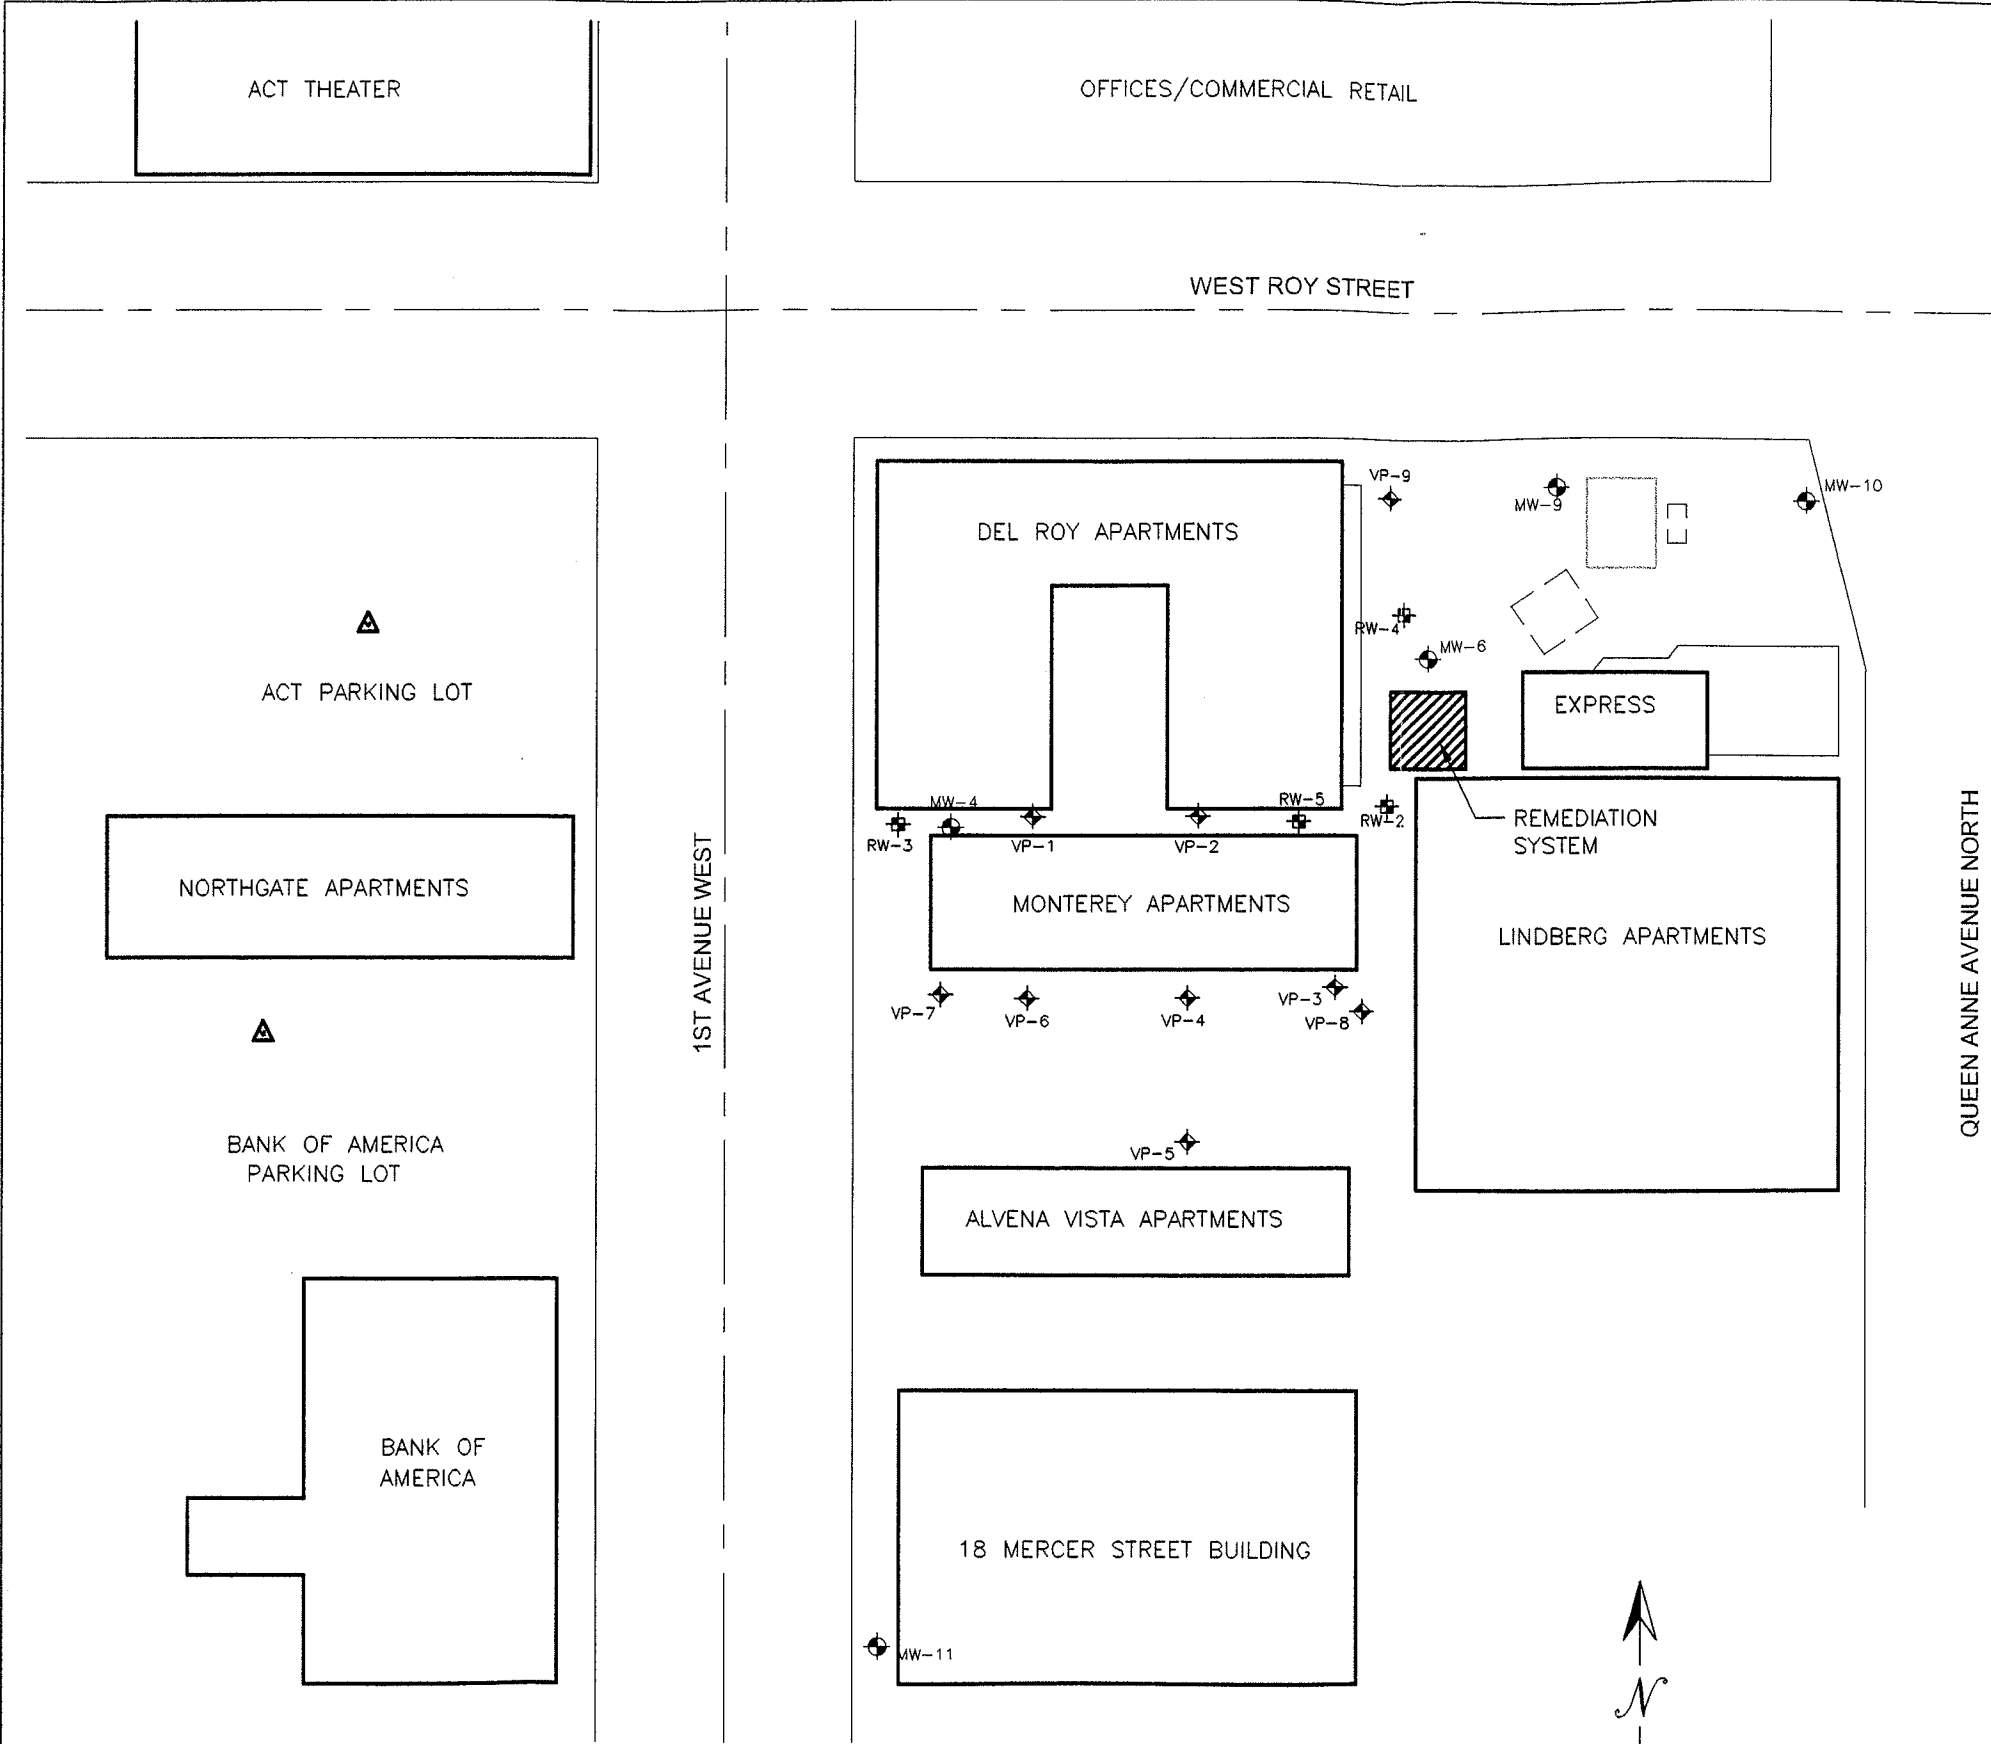 ACT THEATER
OFFICES/COMMERCIAL RETAIL
WEST ROY STREET
VP-9
MW-9
MW-10
DEL ROY APARTMENTS
RW-4
MW-6
ACT PARKING LOT
EXPRESS
MW-4
RW-5
RW-2
REMEDIATION
SYSTEM
RW-3
VP-1
VP-2
NORTHGATE APARTMENTS
1ST AVENUE WEST
MONTEREY APARTMENTS
LINDBERG APARTMENTS
QUEEN ANNE AVENUE NORTH
VP-7
VP-6
VP-4
VP-3
VP-8
BANK OF AMERICA
PARKING LOT
VP-5
ALVENA VISTA APARTMENTS
BANK OF
AMERICA
18 MERCER STREET BUILDING
MW-11
N